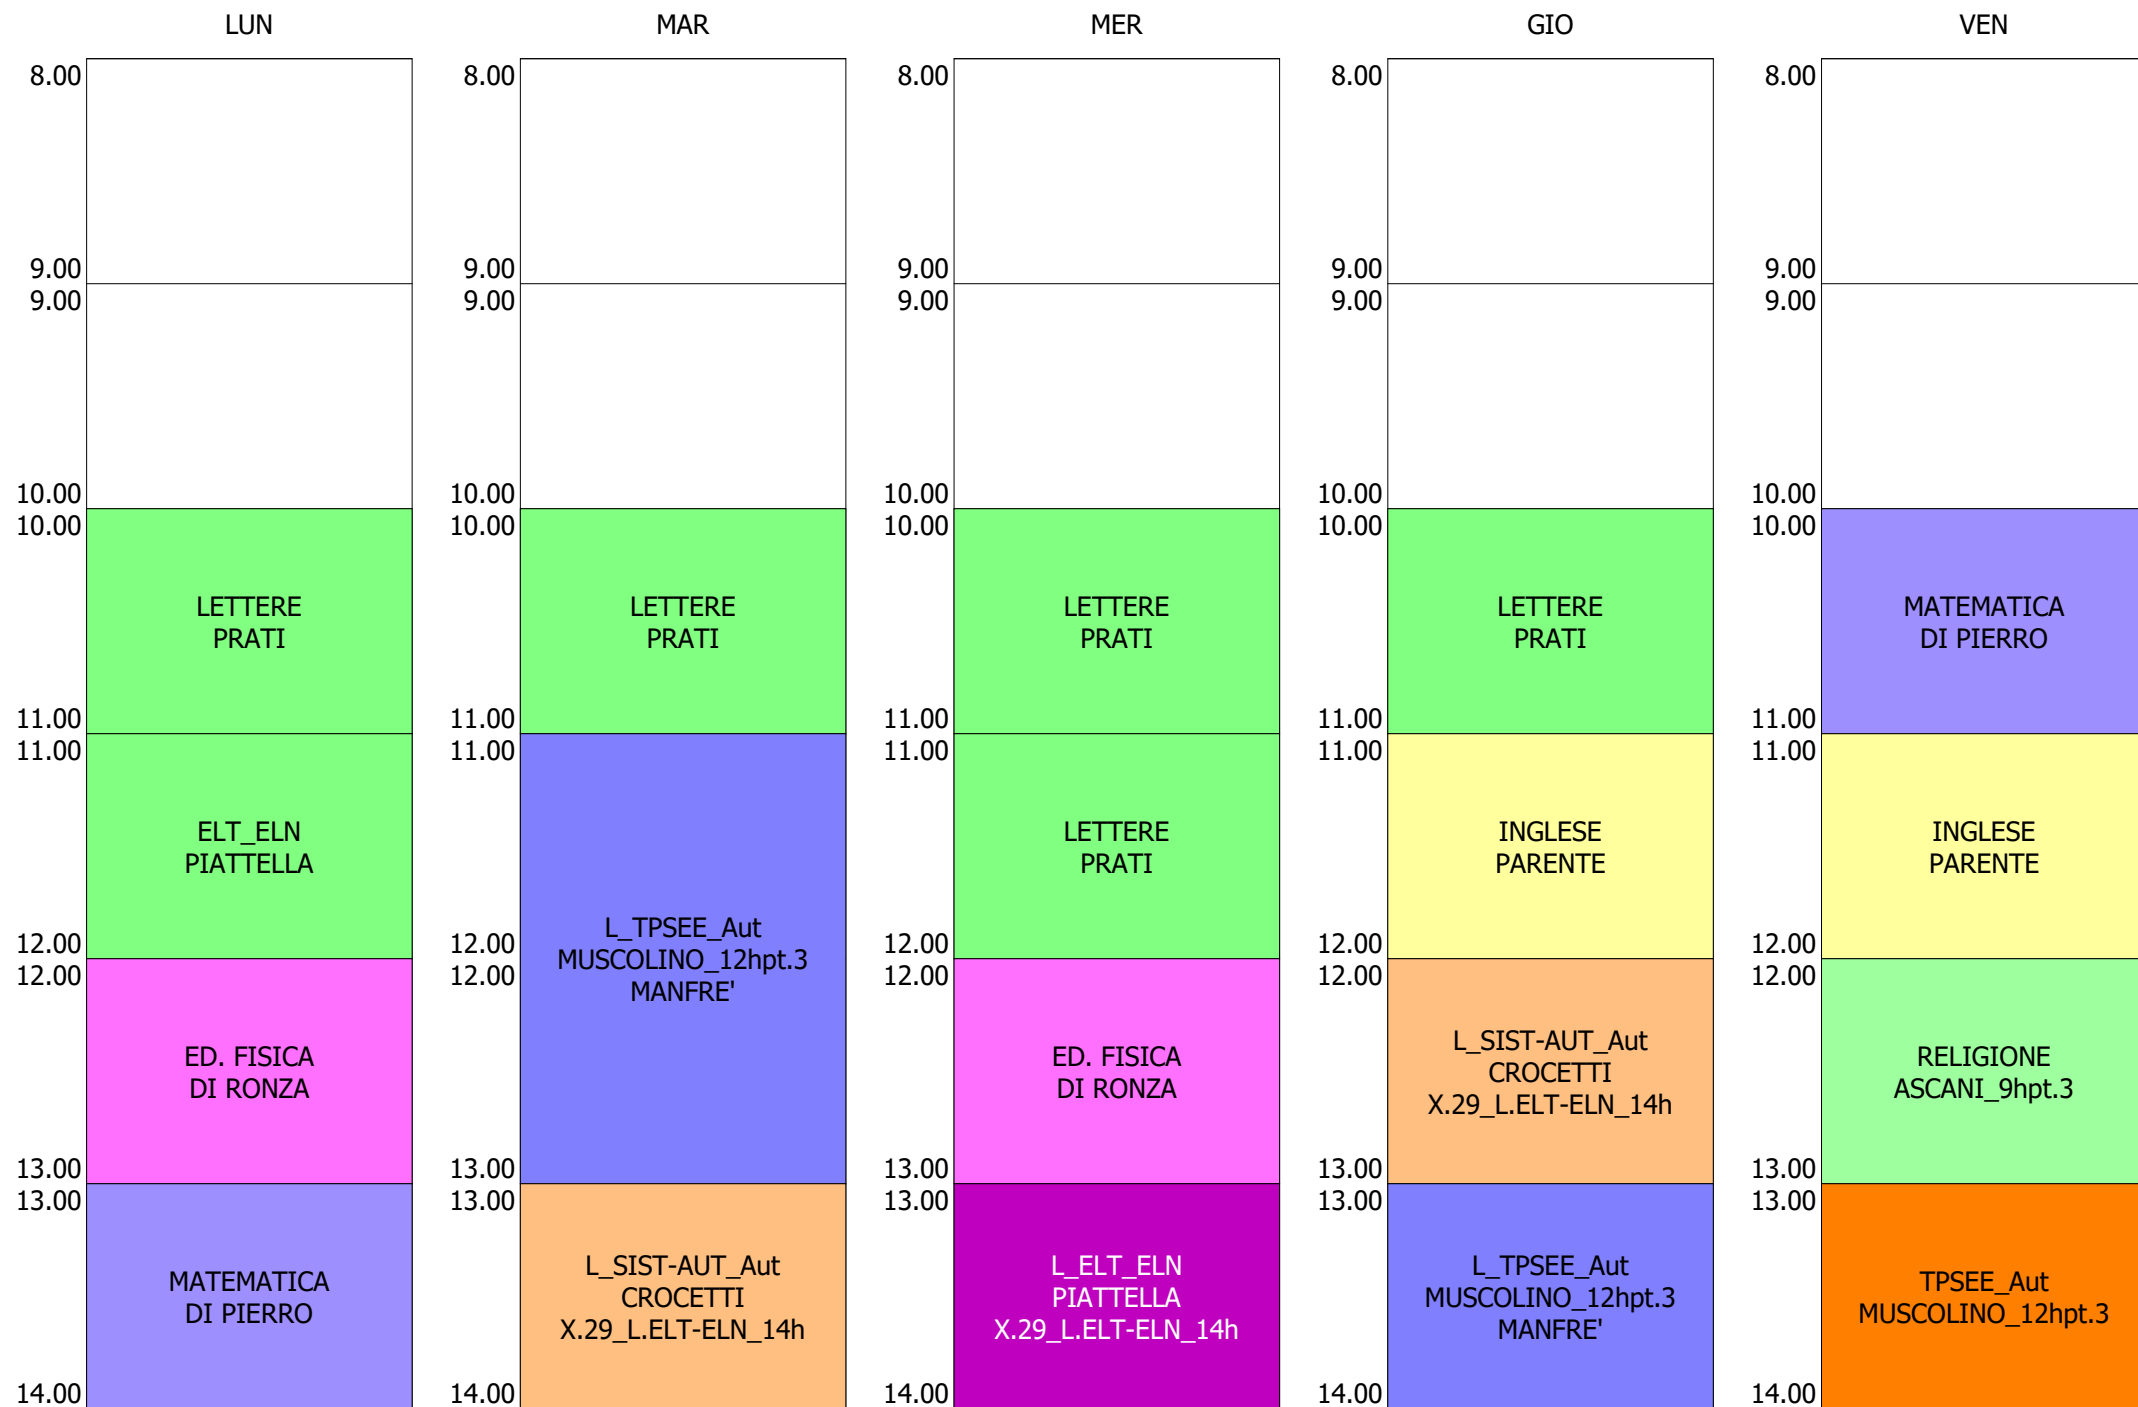 LUN
MAR
MER
GIO
VEN
8.00
8.00
8.00
8.00
8.00
9.00
9.00
9.00
9.00
9.00
9.00
9.00
9.00
9.00
9.00
10.00
10.00
10.00
10.00
10.00
10.00
10.00
10.00
10.00
10.00
LETTERE
PRATI
LETTERE
PRATI
LETTERE
PRATI
LETTERE
PRATI
MATEMATICA
DI PIERRO
11.00
11.00
11.00
11.00
11.00
11.00
11.00
11.00
11.00
11.00
ELT_ELN
PIATTELLA
L_TPSEE_Aut
MUSCOLINO_12hpt.3
MANFRE'
LETTERE
PRATI
INGLESE
PARENTE
INGLESE
PARENTE
12.00
12.00
12.00
12.00
12.00
12.00
12.00
12.00
12.00
12.00
ED. FISICA
DI RONZA
ED. FISICA
DI RONZA
L_SIST-AUT_Aut
CROCETTI
X.29_L.ELT-ELN_14h
RELIGIONE
ASCANI_9hpt.3
13.00
13.00
13.00
13.00
13.00
13.00
13.00
13.00
13.00
13.00
MATEMATICA
DI PIERRO
L_SIST-AUT_Aut
CROCETTI
X.29_L.ELT-ELN_14h
L_ELT_ELN
PIATTELLA
X.29_L.ELT-ELN_14h
L_TPSEE_Aut
MUSCOLINO_12hpt.3
MANFRE'
TPSEE_Aut
MUSCOLINO_12hpt.3
14.00
14.00
14.00
14.00
14.00